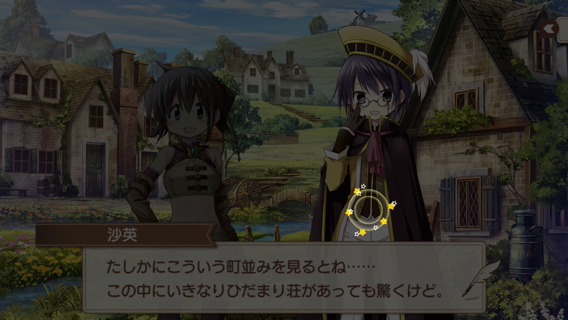 沙英
たしかにこういう町並みを見るとね……
この中にいきなりひだまり荘があっても驚くけど。